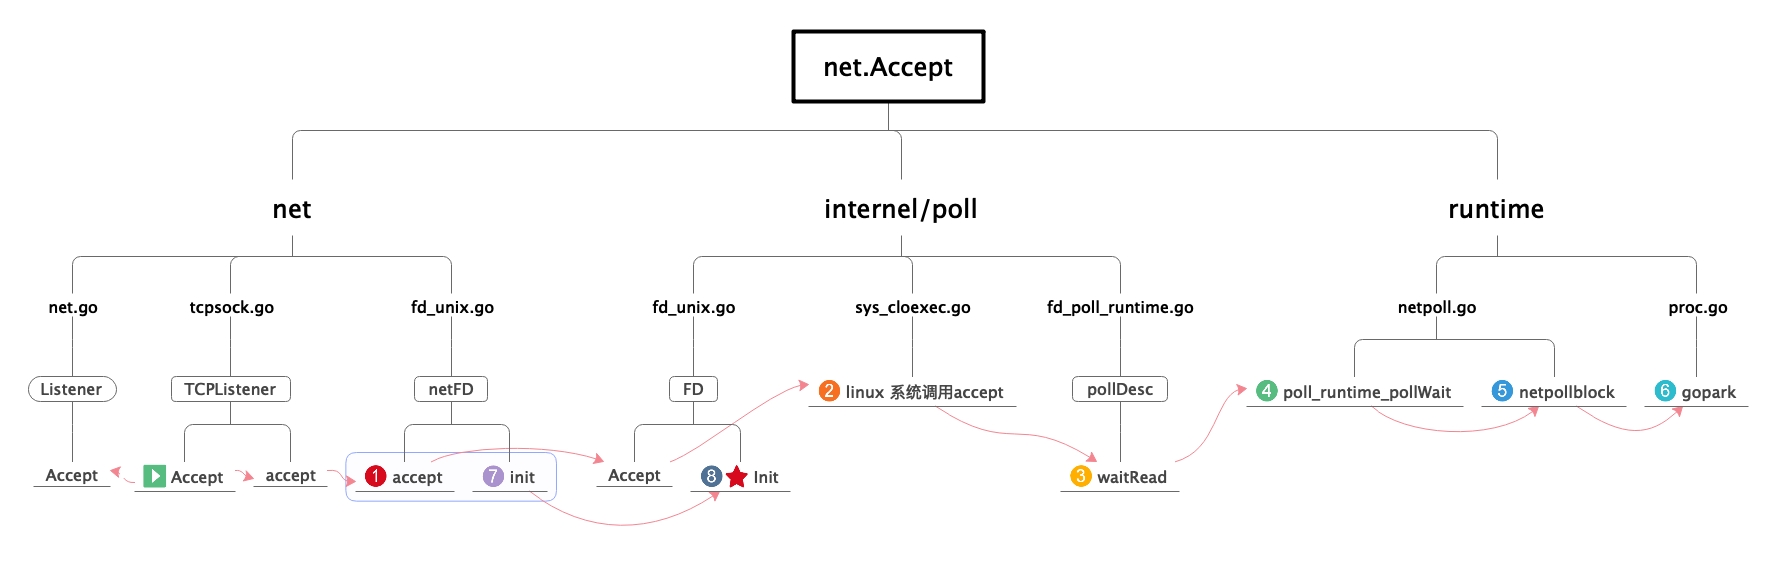 net.Accept
net
internel/poll
runtime
net.go
tcpsock.go
fd_unix.go
fd_unix.go
sys_cloexec.go
fd_poll_runtime.go
netpoll.go
proc.go
Listener
TCPListener
netFD
FD
2 linux 系统调用accept
pollDesc
4 poll_runtime_pollWait
5 netpollblock
6 gopark
Accept
Accept
accept
1 accept
7 init
Accept
8 Init
3 waitRead